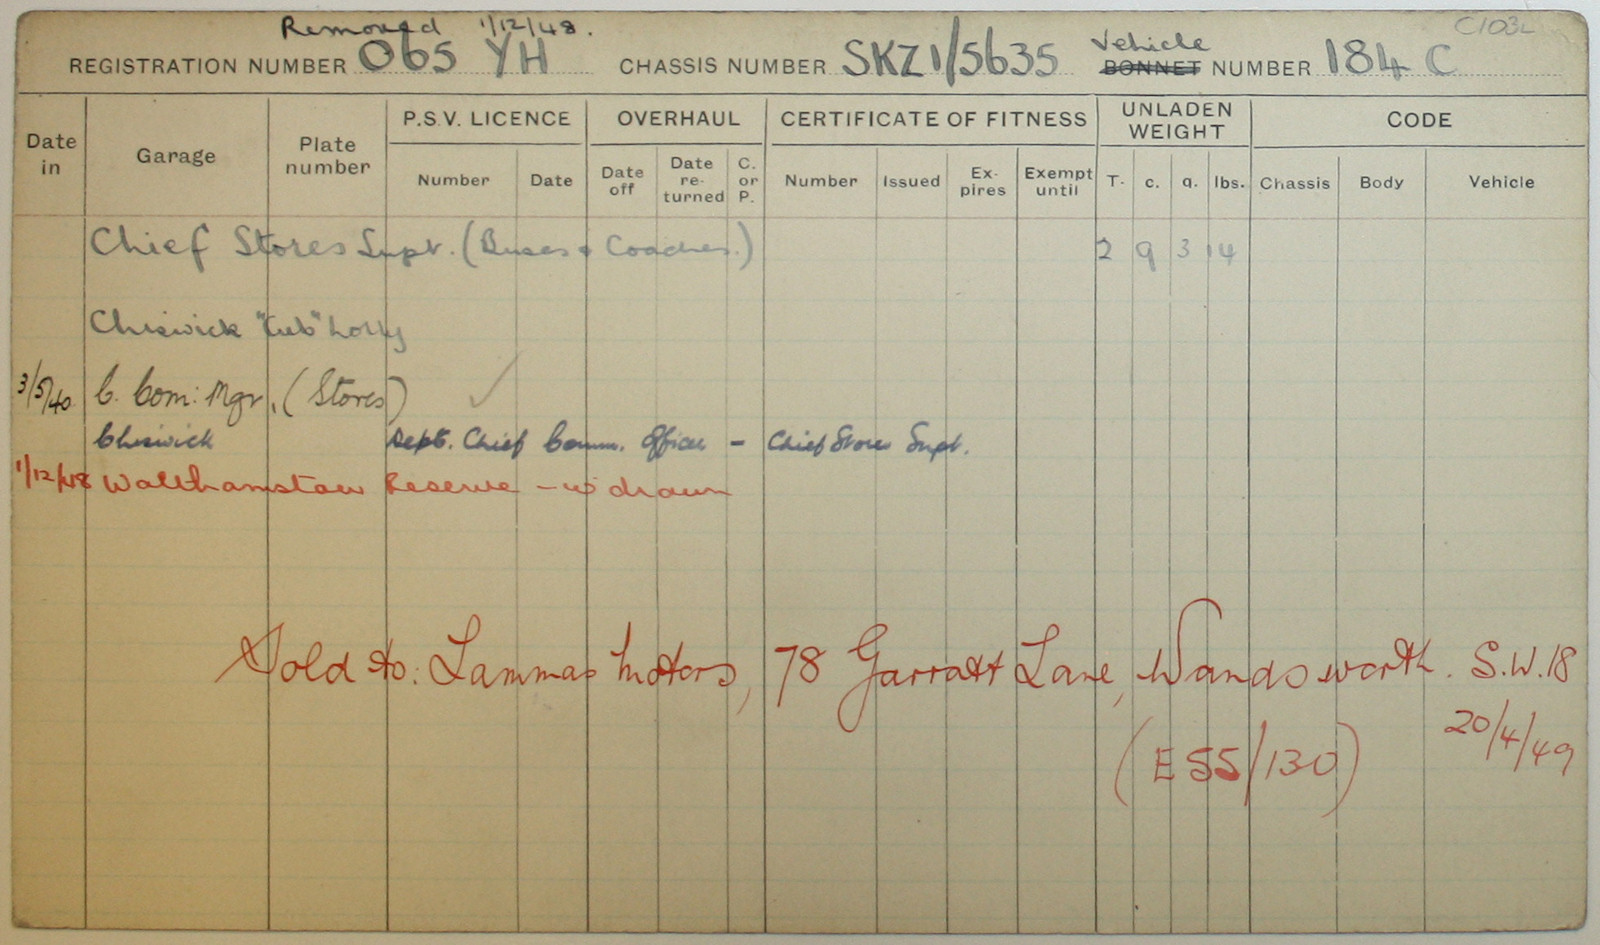 Removed 1/12/48. C103L
REGISTRATION NUMBER O65 YH CHASSIS NUMBER SKZ1/5635 Vehicle BONNET NUMBER 184 C
Date in Garage Plate number P.S.V. LICENCE OVERHAUL CERTIFICATE OF FITNESS UNLADEN WEIGHT CODE
Number Date Date off Date re-turned C. or P. Number Issued Ex-pires Exempt until T. c. q. lbs. Chassis Body Vehicle
Chief Stores Supt. (Buses & Coaches.) 2 9 3 14
Chiswick "Cub" Lorry
3/5/40 C. Com: Mgr. (Stores)
Chiswick Dept. Chief Comm. Officer - Chief Stores Supt.
1/12/48 Walthamstow Reserve - w'drawn
Sold to: Lammas Motors, 78 Garratt Lane, Wandsworth. S.W.18
20/4/49
(E 55/130)